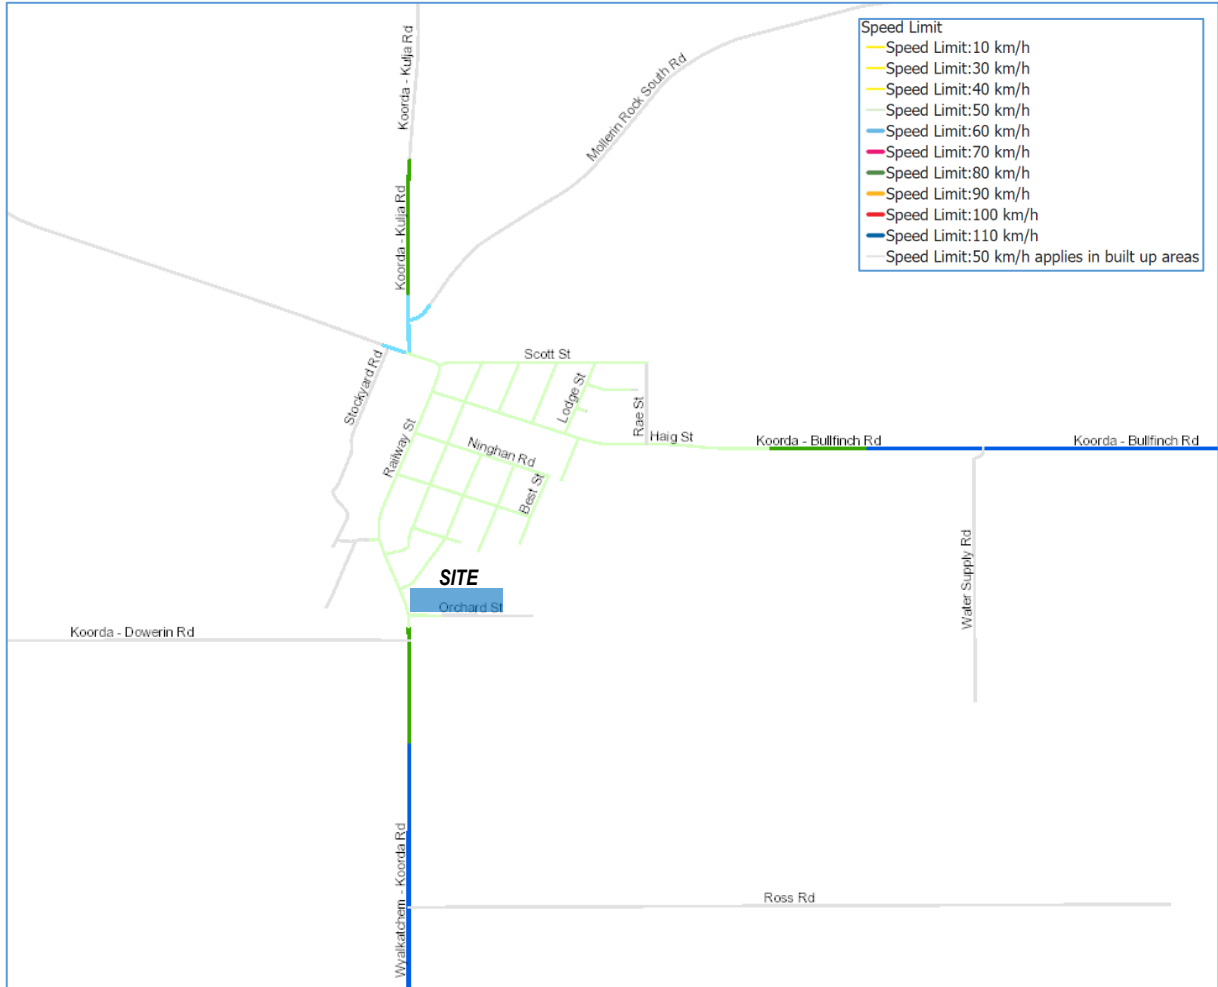 Speed Limit
Speed Limit:10 km/h
Speed Limit:30 km/h
Speed Limit:40 km/h
Speed Limit:50 km/h
Speed Limit:60 km/h
Speed Limit:70 km/h
Speed Limit:80 km/h
Speed Limit:90 km/h
Speed Limit:100 km/h
Speed Limit:110 km/h
Speed Limit:50 km/h applies in built up areas
Koorda - Kulja Rd
Mollerin Rock South Rd
Koorda - Kulja Rd
Scott St
Stockyard Rd
Lodge St
Rae St
Haig St
Koorda - Bullfinch Rd
Koorda - Bullfinch Rd
Railway St
Ninghan Rd
Best St
Water Supply Rd
SITE
Orchard St
Koorda - Dowerin Rd
Wyalkatchem - Koorda Rd
Ross Rd